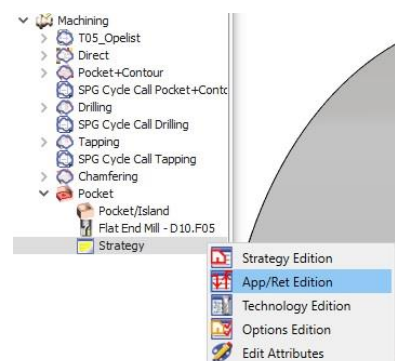 Machining
T05_Opelist
Direct
Pocket+Contour
SPG Cycle Call Pocket+Conto
Drilling
SPG Cycle Call Drilling
Tapping
SPG Cycle Call Tapping
Chamfering
Pocket
Pocket/Island
Flat End Mill - D10.F05
Strategy
Strategy Edition
App/Ret Edition
Technology Edition
Options Edition
Edit Attributes